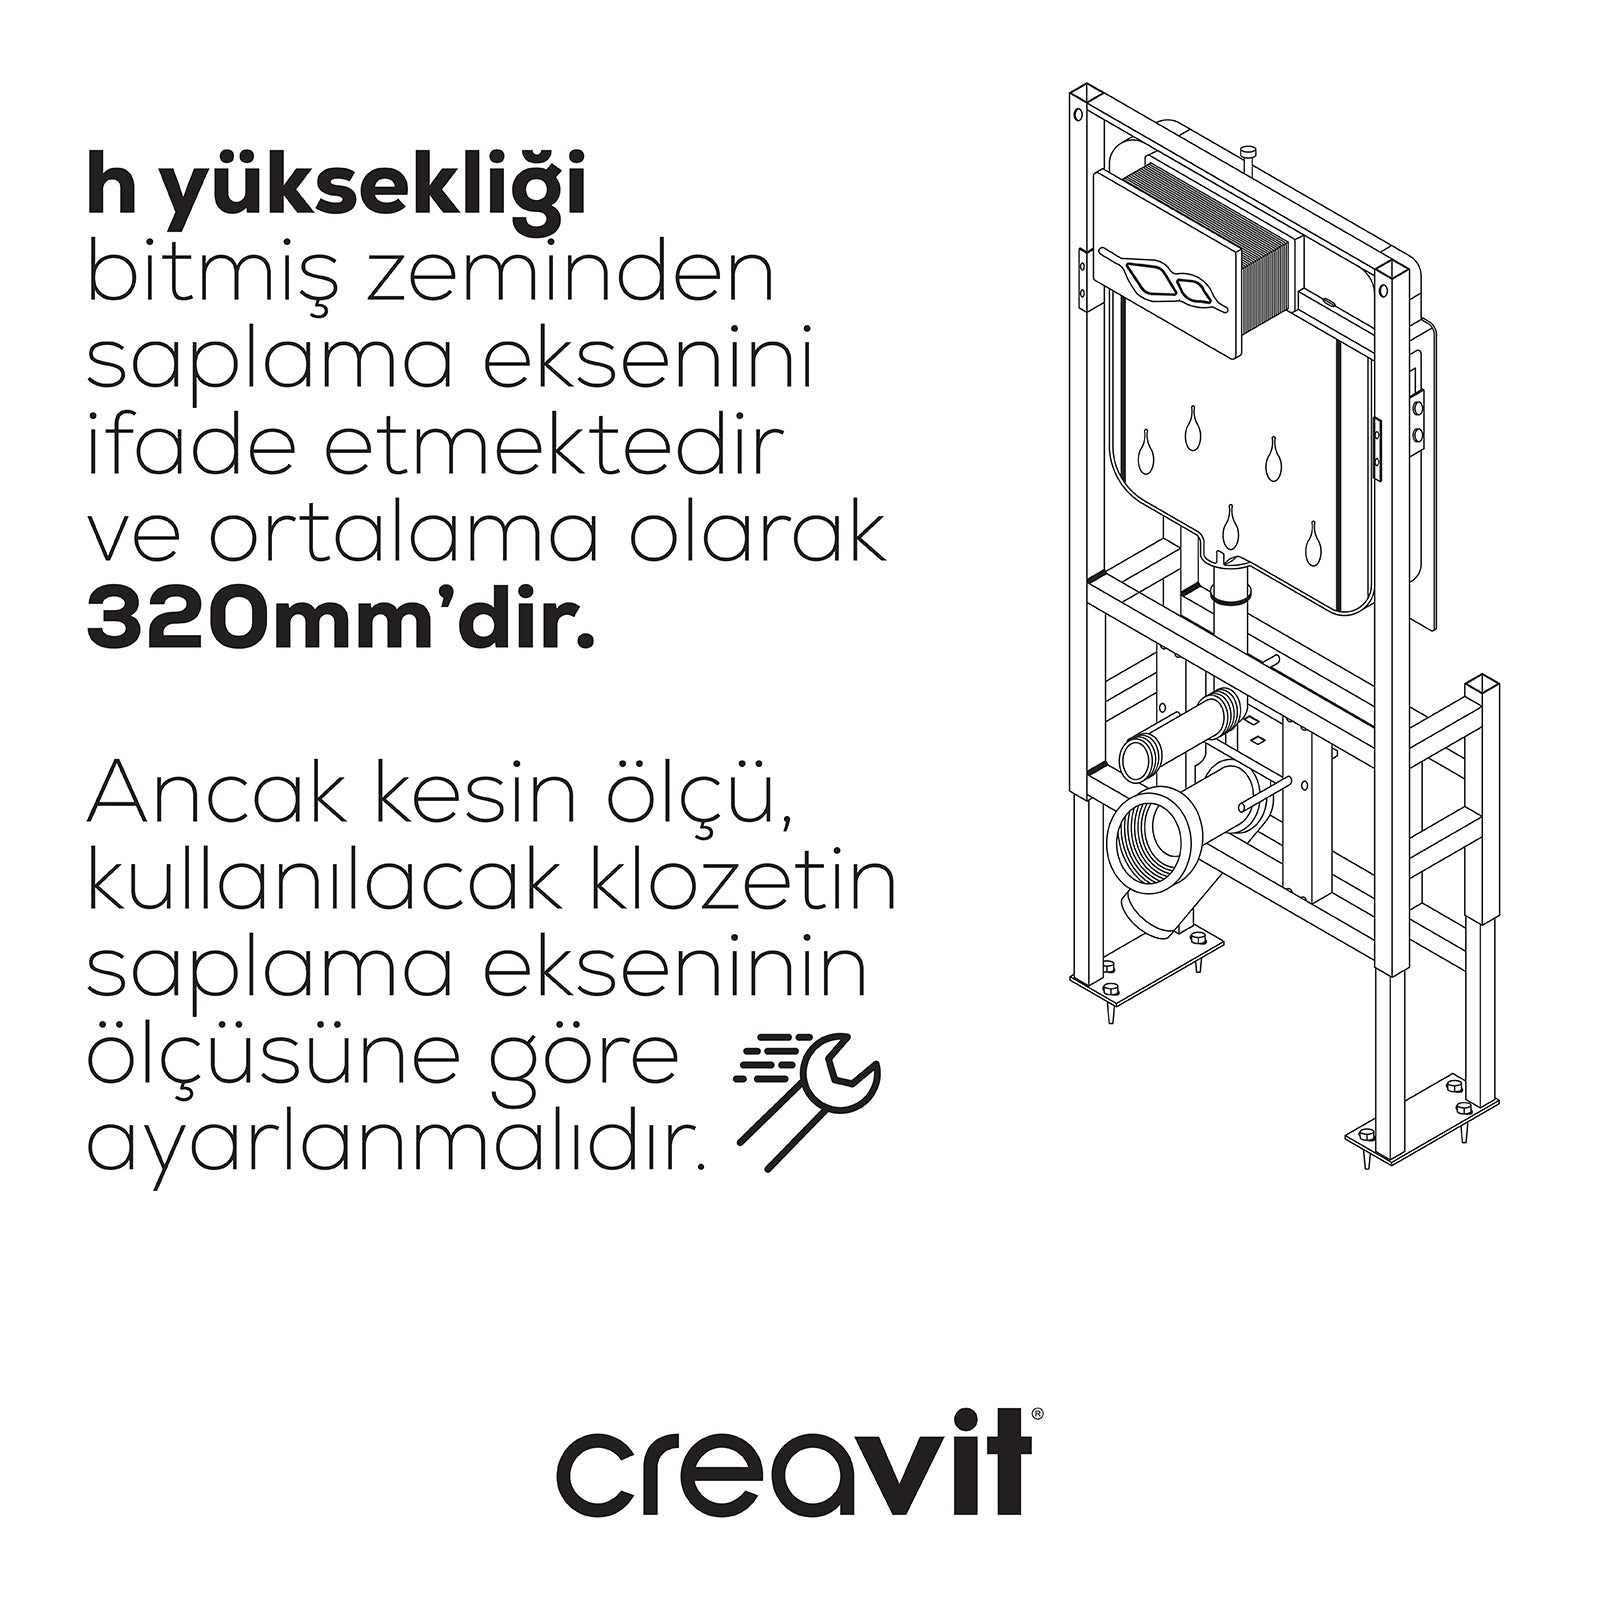 h yüksekliği
bitmiş zeminden
saplama eksenini
ifade etmektedir
ve ortalama olarak
320mm’dir.
Ancak kesin ölçü,
kullanılacak klozetin
saplama ekseninin
ölçüsüne göre
ayarlanmalıdır.
creavit®